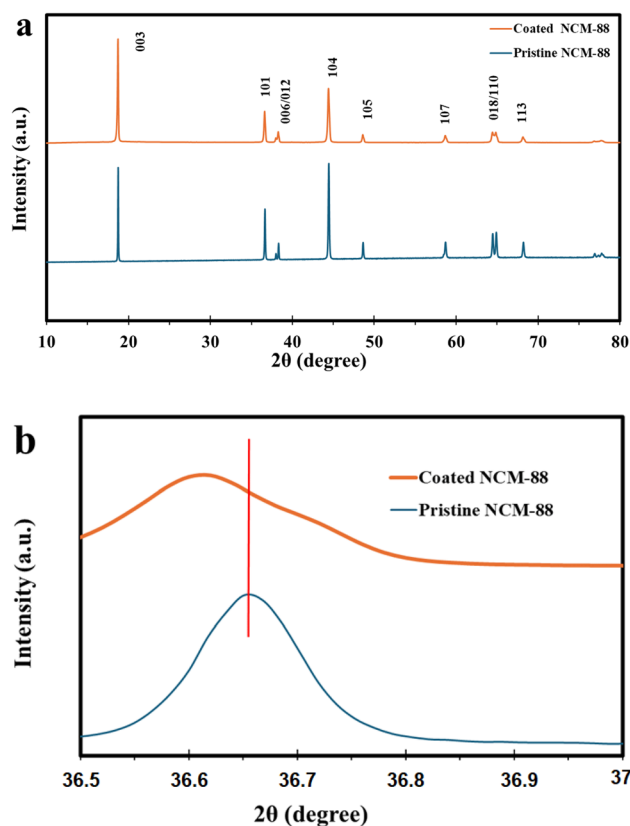 a
Coated NCM-88
Pristine NCM-88
003
101
006/012
104
105
107
018/110
113
Intensity (a.u.)
10 20 30 40 50 60 70 80
2θ (degree)
b
Coated NCM-88
Pristine NCM-88
Intensity (a.u.)
36.5 36.6 36.7 36.8 36.9 37
2θ (degree)